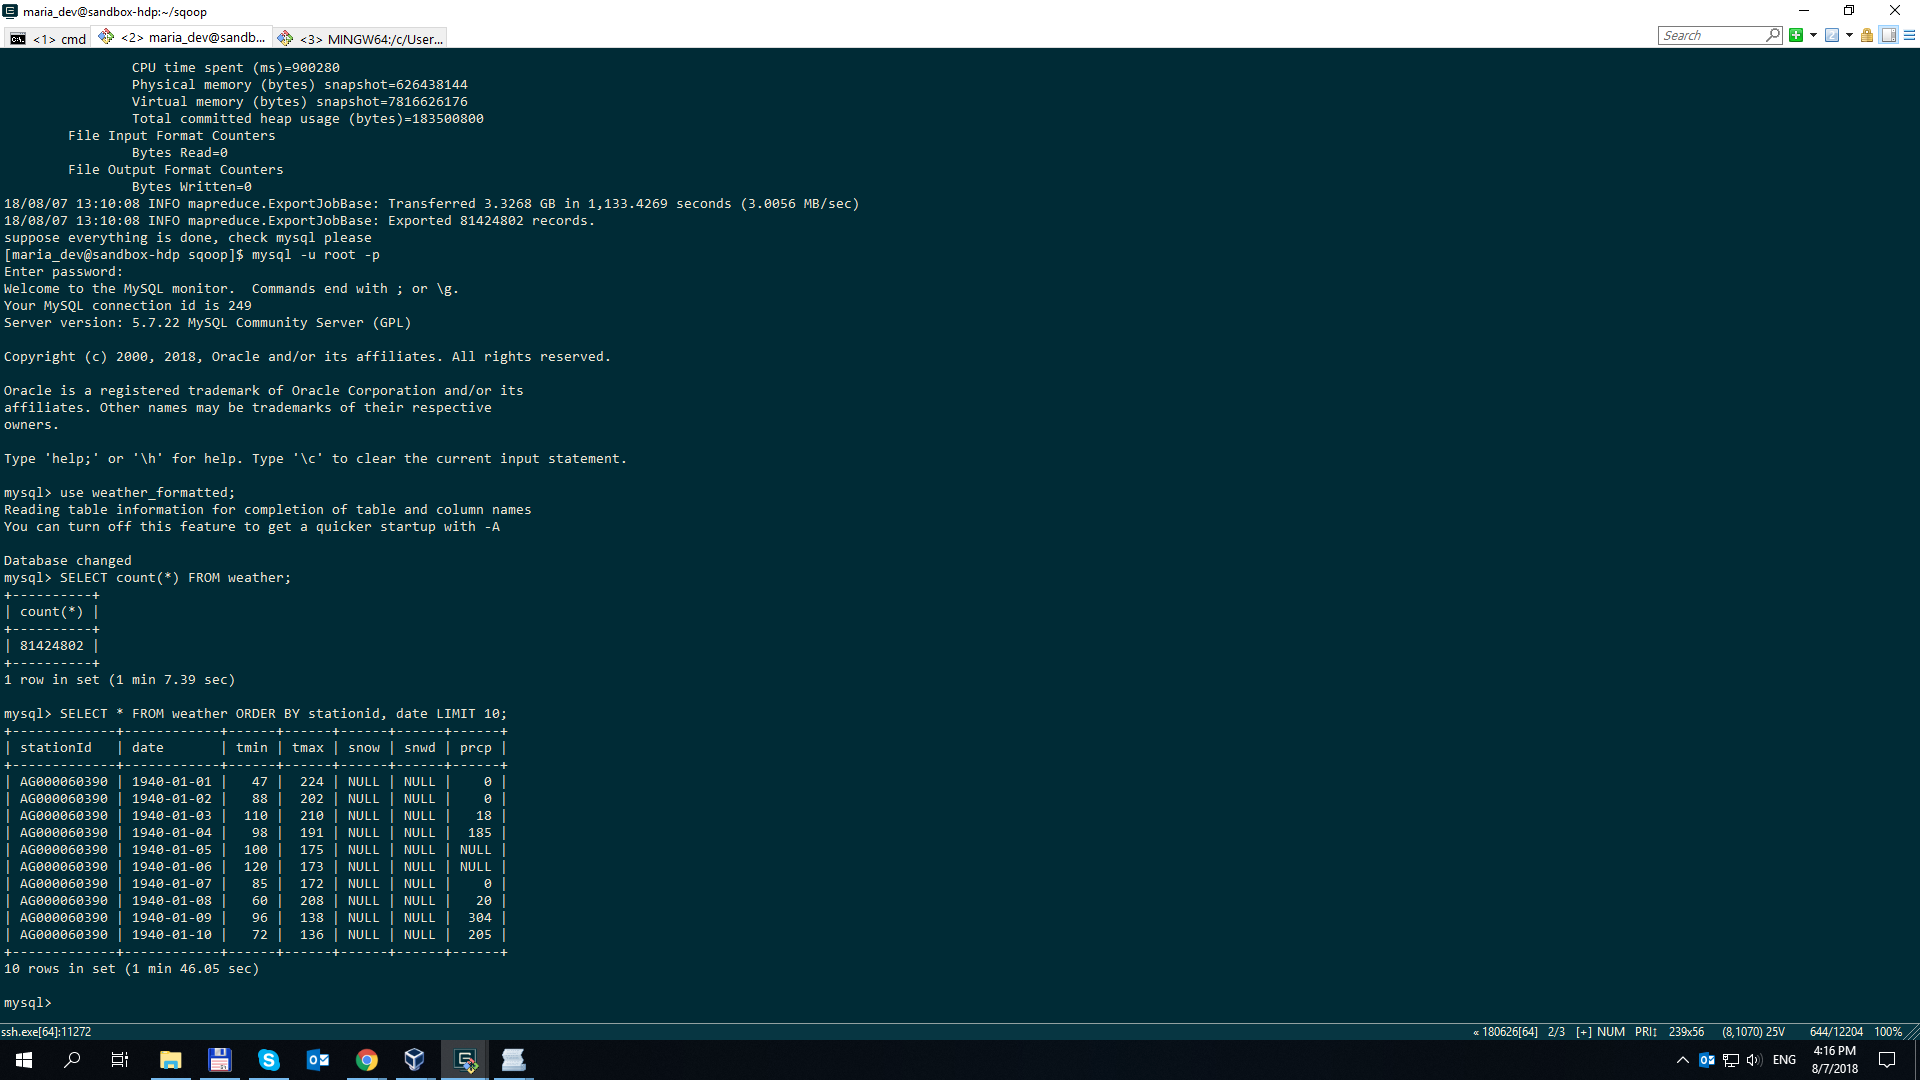 maria_dev@sandbox-hdp:~/sqoop
<1> cmd
<2> maria_dev@sandb...
<3> MINGW64:/c/User...
Search
CPU time spent (ms)=900280
Physical memory (bytes) snapshot=626438144
Virtual memory (bytes) snapshot=7816626176
Total committed heap usage (bytes)=183500800
File Input Format Counters
Bytes Read=0
File Output Format Counters
Bytes Written=0
18/08/07 13:10:08 INFO mapreduce.ExportJobBase: Transferred 3.3268 GB in 1,133.4269 seconds (3.0056 MB/sec)
18/08/07 13:10:08 INFO mapreduce.ExportJobBase: Exported 81424802 records.
suppose everything is done, check mysql please
[maria_dev@sandbox-hdp sqoop]$ mysql -u root -p
Enter password:
Welcome to the MySQL monitor.  Commands end with ; or \g.
Your MySQL connection id is 249
Server version: 5.7.22 MySQL Community Server (GPL)
Copyright (c) 2000, 2018, Oracle and/or its affiliates. All rights reserved.
Oracle is a registered trademark of Oracle Corporation and/or its
affiliates. Other names may be trademarks of their respective
owners.
Type 'help;' or '\h' for help. Type '\c' to clear the current input statement.
mysql> use weather_formatted;
Reading table information for completion of table and column names
You can turn off this feature to get a quicker startup with -A
Database changed
mysql> SELECT count(*) FROM weather;
+----------+
| count(*) |
+----------+
| 81424802 |
+----------+
1 row in set (1 min 7.39 sec)
mysql> SELECT * FROM weather ORDER BY stationid, date LIMIT 10;
+-------------+------------+------+------+------+------+------+
| stationId   | date       | tmin | tmax | snow | snwd | prcp |
+-------------+------------+------+------+------+------+------+
| AG000060390 | 1940-01-01 |   47 |  224 | NULL | NULL |    0 |
| AG000060390 | 1940-01-02 |   88 |  202 | NULL | NULL |    0 |
| AG000060390 | 1940-01-03 |  110 |  210 | NULL | NULL |   18 |
| AG000060390 | 1940-01-04 |   98 |  191 | NULL | NULL |  185 |
| AG000060390 | 1940-01-05 |  100 |  175 | NULL | NULL | NULL |
| AG000060390 | 1940-01-06 |  120 |  173 | NULL | NULL | NULL |
| AG000060390 | 1940-01-07 |   85 |  172 | NULL | NULL |    0 |
| AG000060390 | 1940-01-08 |   60 |  208 | NULL | NULL |   20 |
| AG000060390 | 1940-01-09 |   96 |  138 | NULL | NULL |  304 |
| AG000060390 | 1940-01-10 |   72 |  136 | NULL | NULL |  205 |
+-------------+------------+------+------+------+------+------+
10 rows in set (1 min 46.05 sec)
mysql>
ssh.exe[64]:11272
« 180626[64] 2/3 [+] NUM PRI↕ 239x56 (8,1070) 25V 644/12204 100%
ENG
4:16 PM
8/7/2018